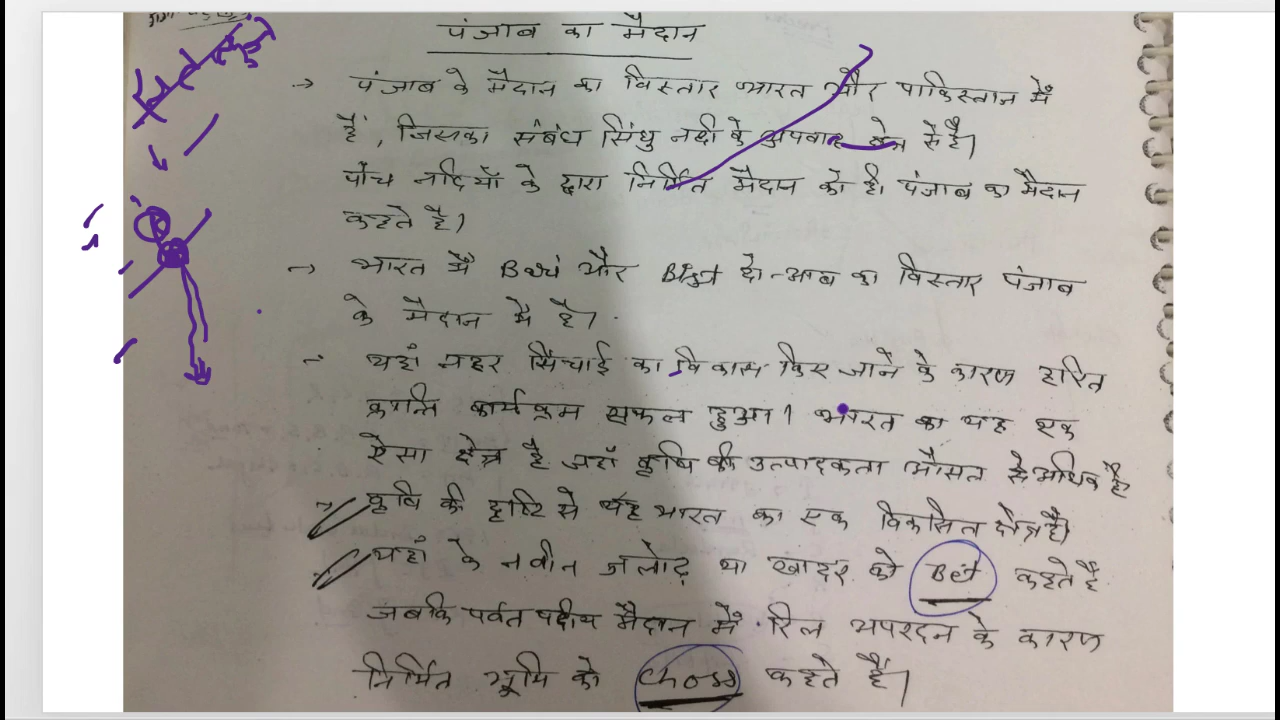 पंजाब का मैदान
-> पंजाब के मैदान का विस्तार भारत और पाकिस्तान में
है, जिसका संबंध सिंधु नदी के अपवाह क्षेत्र से है।
पाँच नदियों के द्वारा निर्मित मैदान को ही पंजाब का मैदान
कहते है।
-> भारत में Bari और Bist दो-आब का विस्तार पंजाब
के मैदान में है।
यहां नहर सिंचाई का विकास किए जाने के कारण हरित
क्रान्ति कार्यक्रम सफल हुआ। भारत का यह एक
ऐसा क्षेत्र है जहाँ कृषि की उत्पादकता औसत से अधिक है
कृषि की दृष्टि से यह भारत का एक विकसित क्षेत्र है।
यहां के नवीन जलोढ़ या खादर को Bet कहते है
जबकि पर्वत पदीय मैदान में रिल अपरदन के कारण
निर्मित भूमि को Choss कहते हैं।